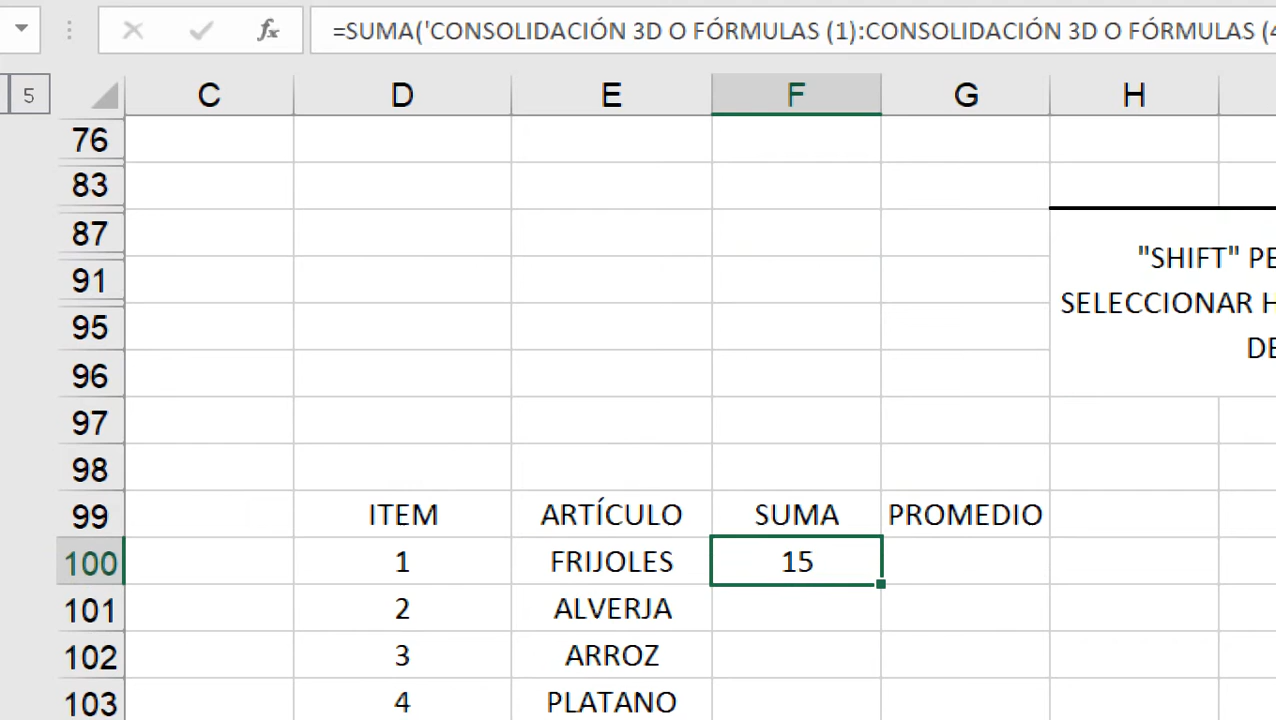 fx =SUMA('CONSOLIDACIÓN 3D O FÓRMULAS (1):CONSOLIDACIÓN 3D O FÓRMULAS (4
5 C D E F G H
76
83
87 "SHIFT" PE
91 SELECCIONAR H
95 DE
96
97
98
99 ITEM ARTÍCULO SUMA PROMEDIO
100 1 FRIJOLES 15
101 2 ALVERJA
102 3 ARROZ
103 4 PLATANO